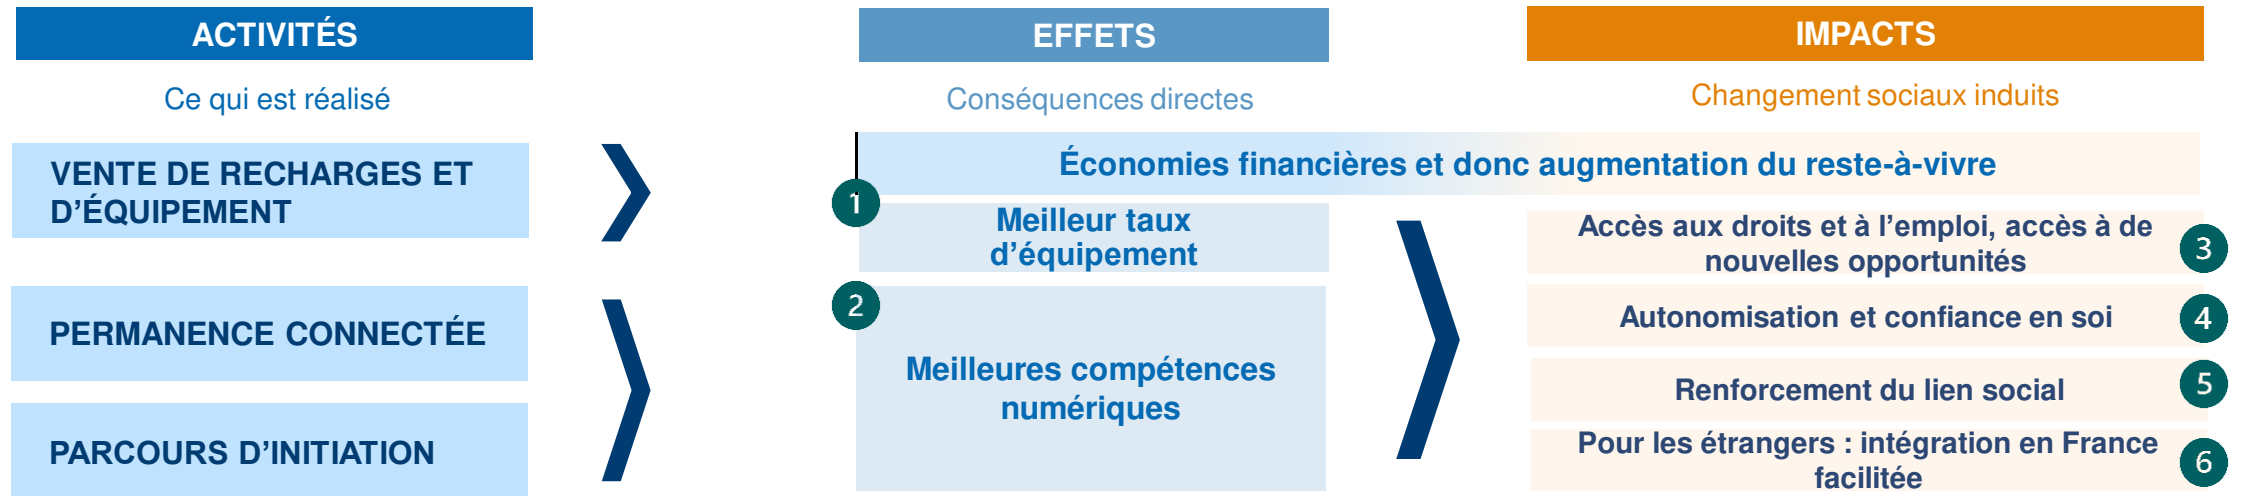 ACTIVITÉS
Ce qui est réalisé
VENTE DE RECHARGES ET
D’ÉQUIPEMENT
PERMANENCE CONNECTÉE
PARCOURS D’INITIATION
EFFETS
Conséquences directes
Économies financières et donc augmentation du reste-à-vivre
1
Meilleur taux
d’équipement
2
Meilleures compétences
numériques
IMPACTS
Changement sociaux induits
Accès aux droits et à l’emploi, accès à de
nouvelles opportunités
3
Autonomisation et confiance en soi
4
Renforcement du lien social
5
Pour les étrangers : intégration en France
facilitée
6